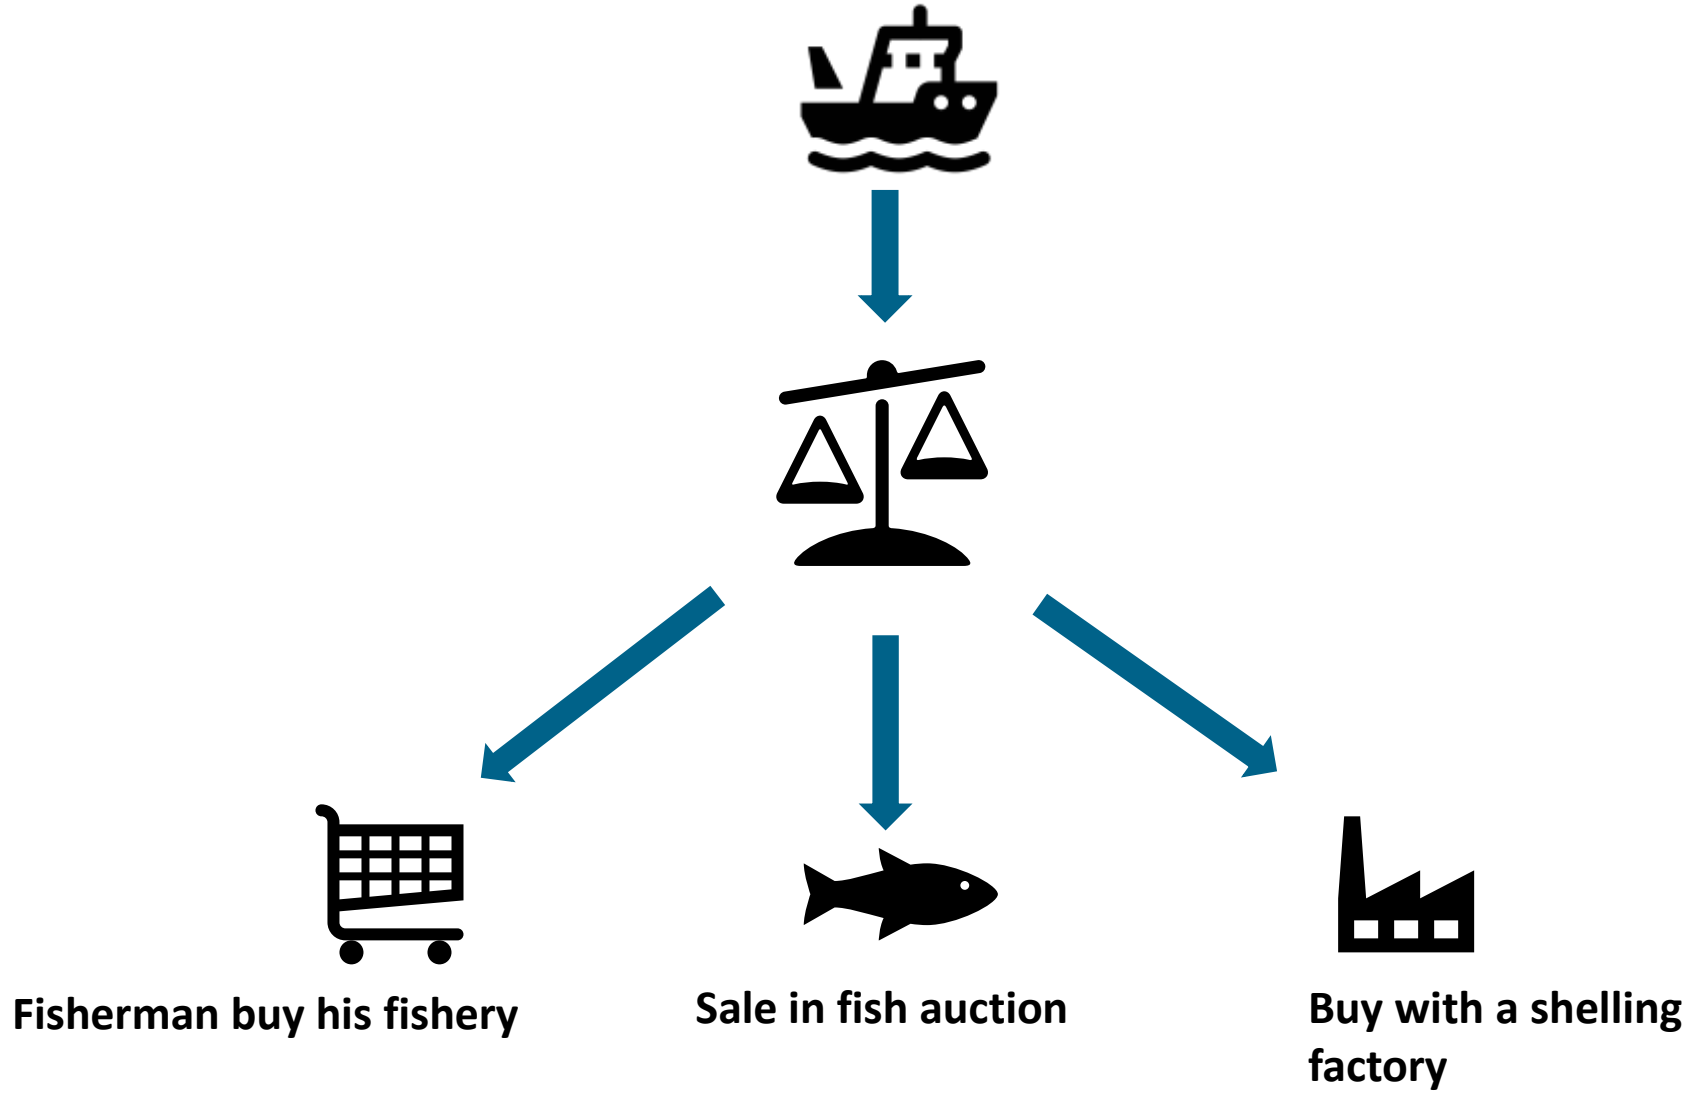 Fisherman buy his fishery
Sale in fish auction
Buy with a shelling
factory